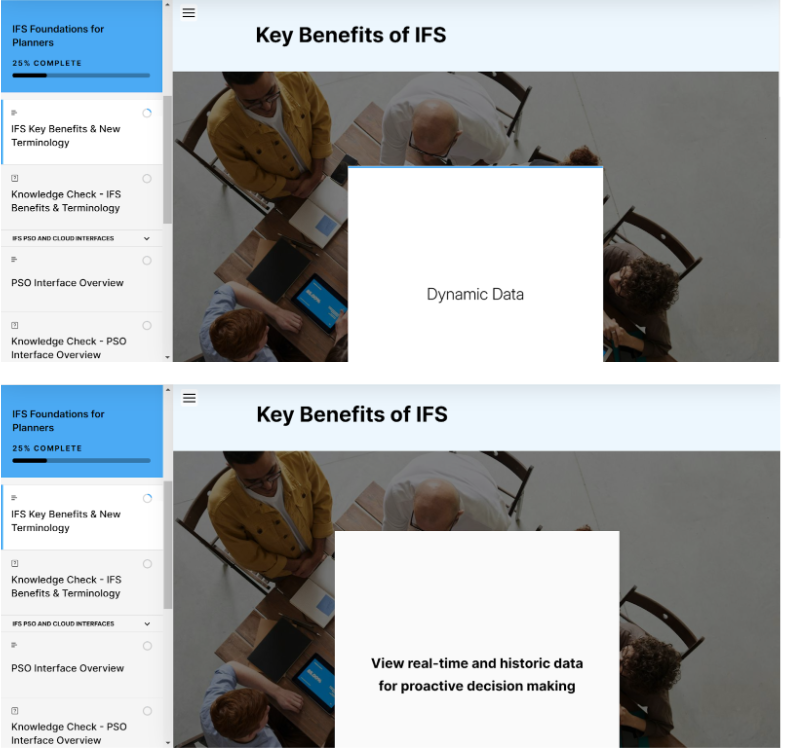 IFS Foundations for
Planners
25% COMPLETE
IFS Key Benefits & New
Terminology
Knowledge Check - IFS
Benefits & Terminology
IFS PSO AND CLOUD INTERFACES
PSO Interface Overview
Knowledge Check - PSO
Interface Overview
Key Benefits of IFS
Dynamic Data
IFS Foundations for
Planners
25% COMPLETE
IFS Key Benefits & New
Terminology
Knowledge Check - IFS
Benefits & Terminology
IFS PSO AND CLOUD INTERFACES
PSO Interface Overview
Knowledge Check - PSO
Interface Overview
Key Benefits of IFS
View real-time and historic data
for proactive decision making